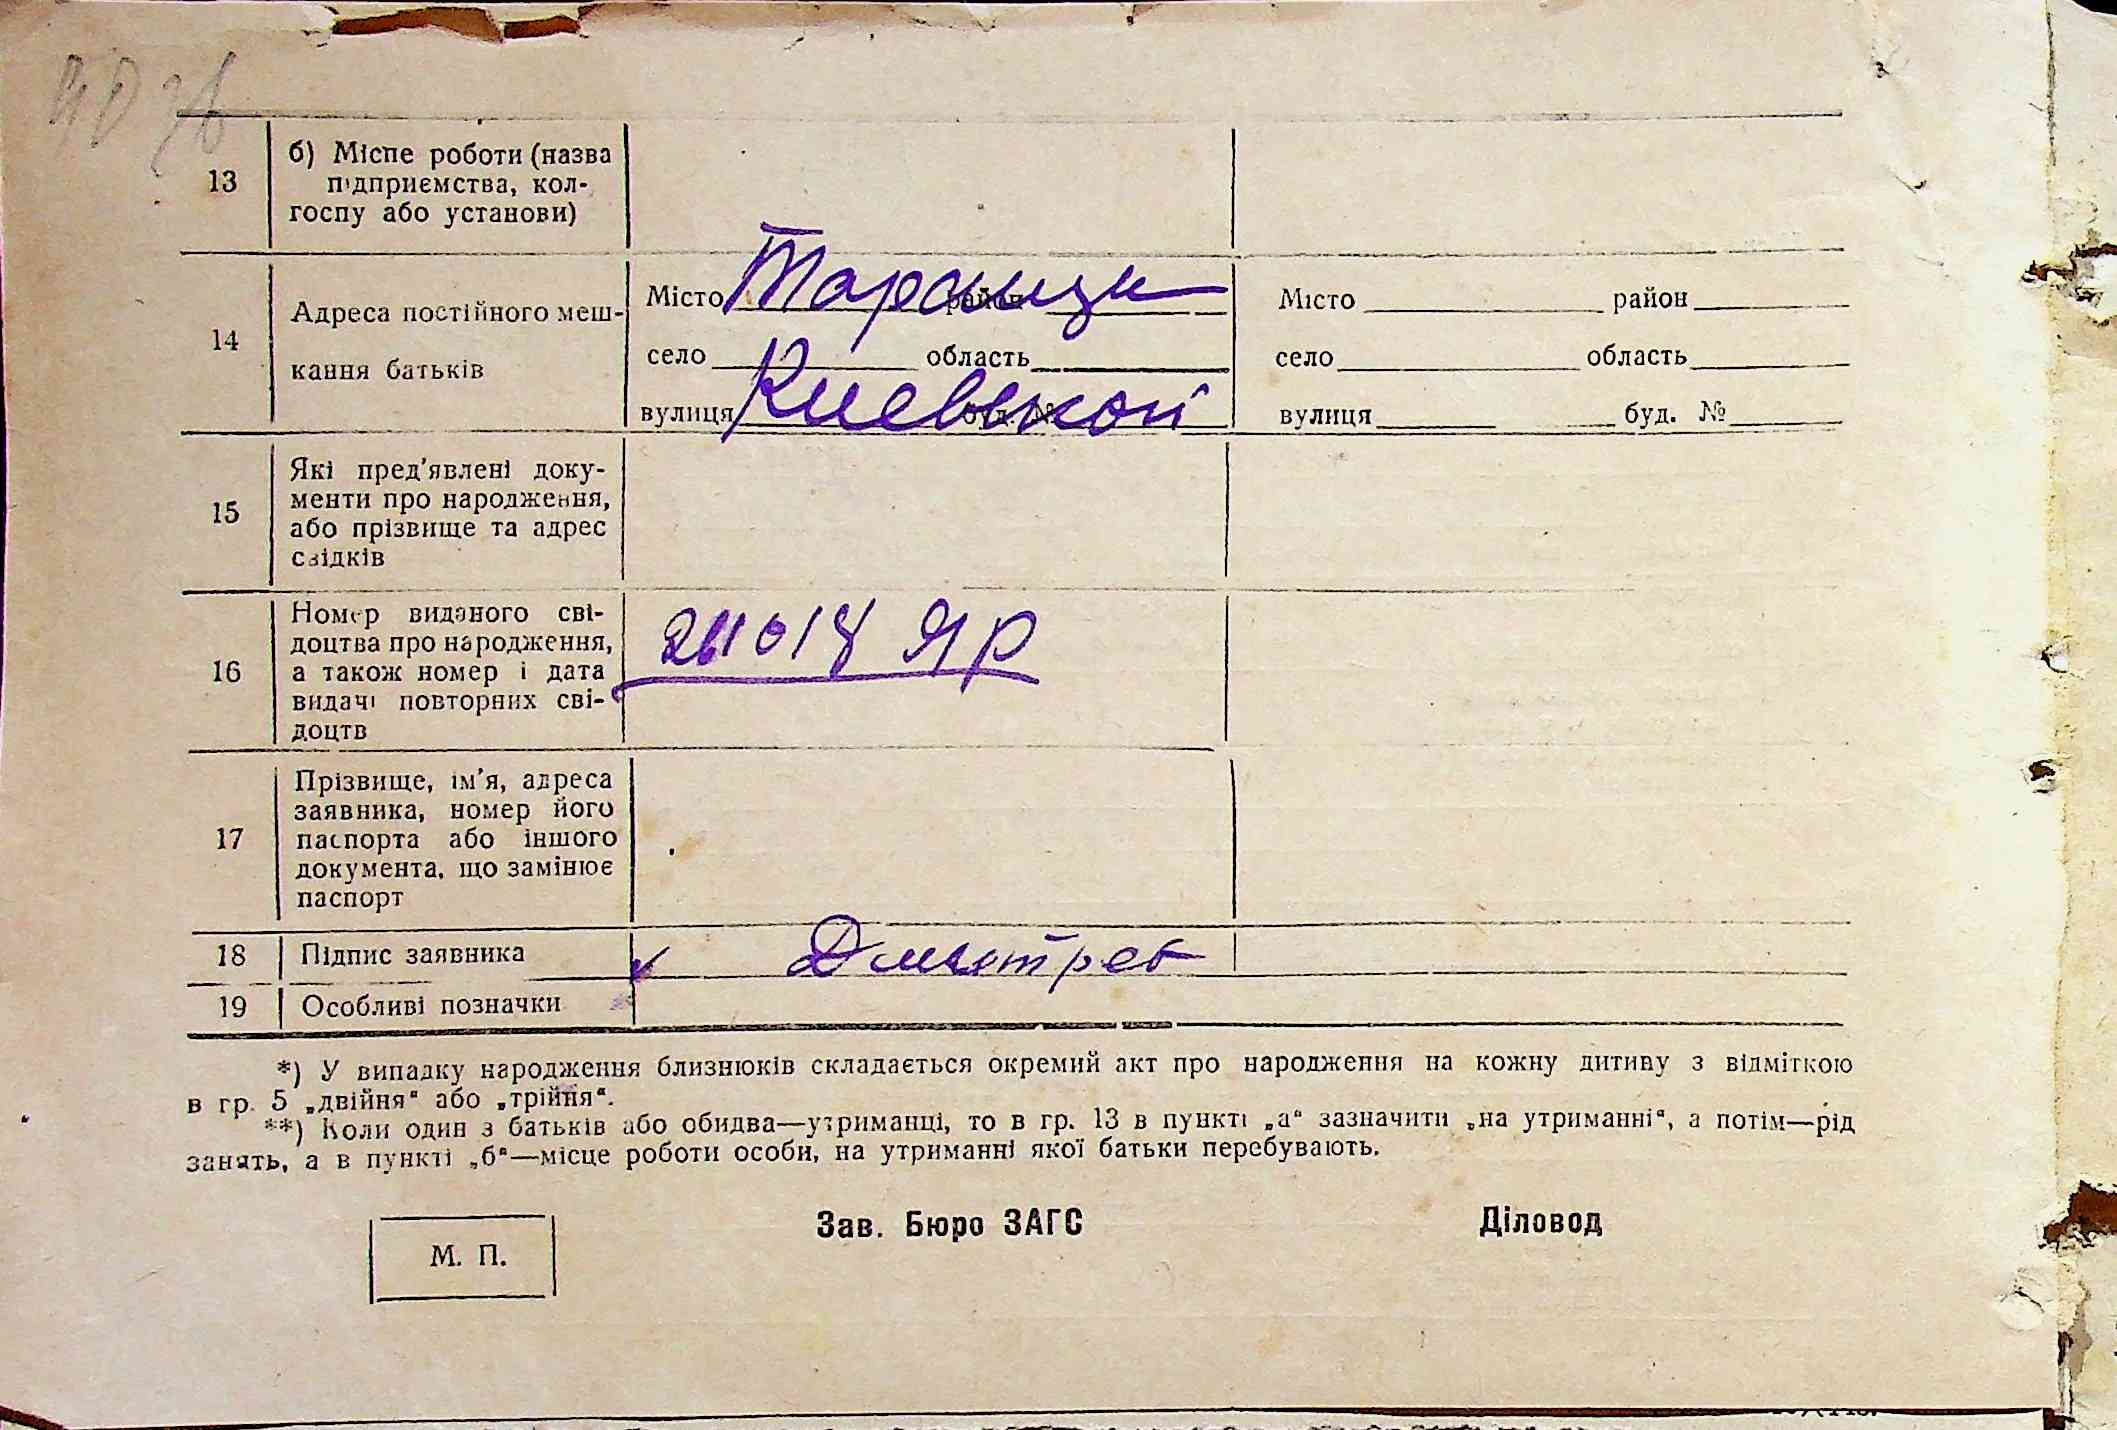 13
б) Місце роботи (назва
підприємства, кол-
госпу або установи)
14
Адреса постійного меш-
кання батьків
Місто Таращи район
село область
вулиця Киевской буд. №
Місто район
село область
вулиця буд. №
15
Які пред'явлені доку-
менти про народження,
або прізвище та адрес
свідків
16
Номер виданого сві-
доцтва про народження,
а також номер і дата
видачі повторних сві-
доцтв
ЯР
17
Прізвище, ім'я, адреса
заявника, номер його
паспорта або іншого
документа, що замінює
паспорт
18
Підпис заявника
19
Особливі позначки
*) У випадку народження близнюків складається окремий акт про народження на кожну дитину з відміткою
в гр. 5 „двійня" або „трійня".
**) Коли один з батьків або обидва—утриманці, то в гр. 13 в пункті „а" зазначити „на утриманні", а потім—рід
занять, а в пункті „б"—місце роботи особи, на утриманні якої батьки перебувають.
М. П.
Зав. Бюро ЗАГС
Діловод